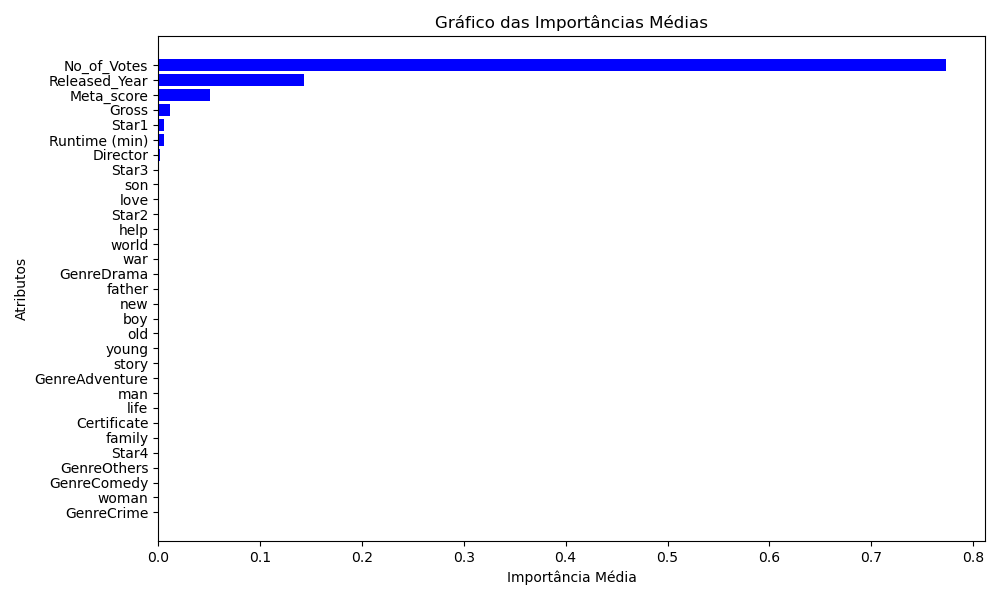 Gráfico das Importâncias Médias
No_of_Votes
Released_Year
Meta_score
Gross
Star1
Runtime (min)
Director
Star3
son
love
Star2
help
world
war
GenreDrama
father
new
boy
old
young
story
GenreAdventure
man
life
Certificate
family
Star4
GenreOthers
GenreComedy
woman
GenreCrime
Atributos
0.0 0.1 0.2 0.3 0.4 0.5 0.6 0.7 0.8
Importância Média